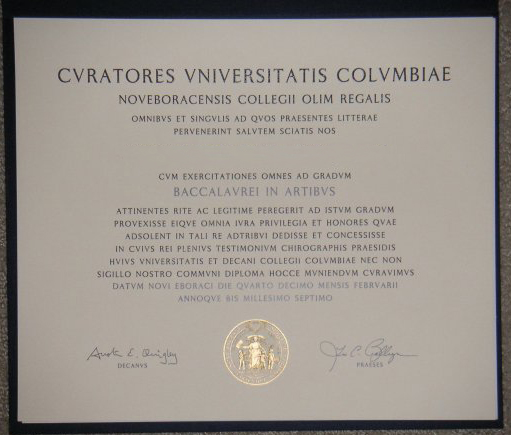 CVRATORES VNIVERSITATIS COLVMBIAE
NOVEBORACENSIS COLLEGII OLIM REGALIS
OMNIBVS ET SINGVLIS AD QVOS PRAESENTES LITTERAE
PERVENERINT SALVTEM SCIATIS NOS
CVM EXERCITATIONES OMNES AD GRADVM
BACCALAVREI IN ARTIBVS
ATTINENTES RITE AC LEGITIME PEREGERIT AD ISTVM GRADVM
PROVEXISSE EIQVE OMNIA IVRA PRIVILEGIA ET HONORES QVAE
ADSOLENT IN TALI RE ADTRIBVI DEDISSE ET CONCESSISSE
IN CVIVS REI PLENIVS TESTIMONIVM CHIROGRAPHIS PRAESIDIS
HVIVS VNIVERSITATIS ET DECANI COLLEGII COLVMBIAE NEC NON
SIGILLO NOSTRO COMMVNI DIPLOMA HOCCE MVNIENDVM CVRAVIMVS
DATVM NOVI EBORACI DIE QVARTO DECIMO MENSIS FEBRVARII
ANNOQVE BIS MILLESIMO SEPTIMO
Austin E. Quigley
DECANVS
PRAESES